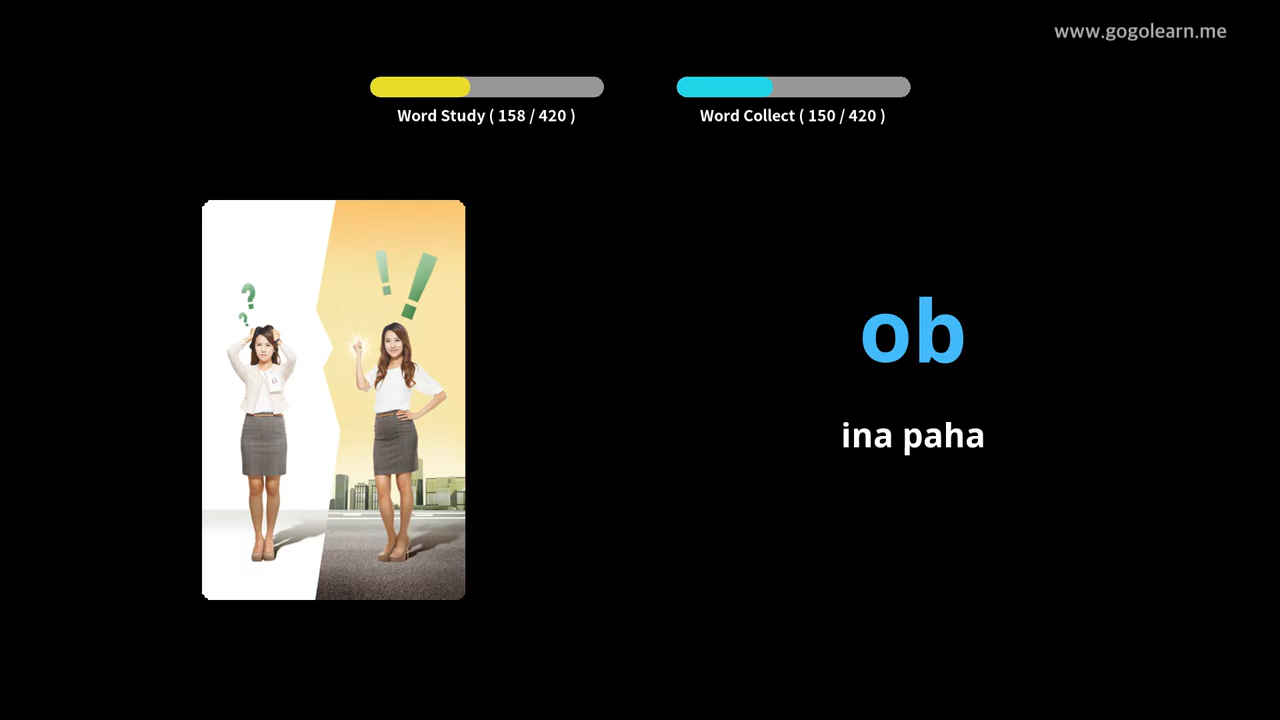 www.gogolearn.me
Word Study ( 158 / 420 )
Word Collect ( 150 / 420 )
? ?
! !
ob
ina paha